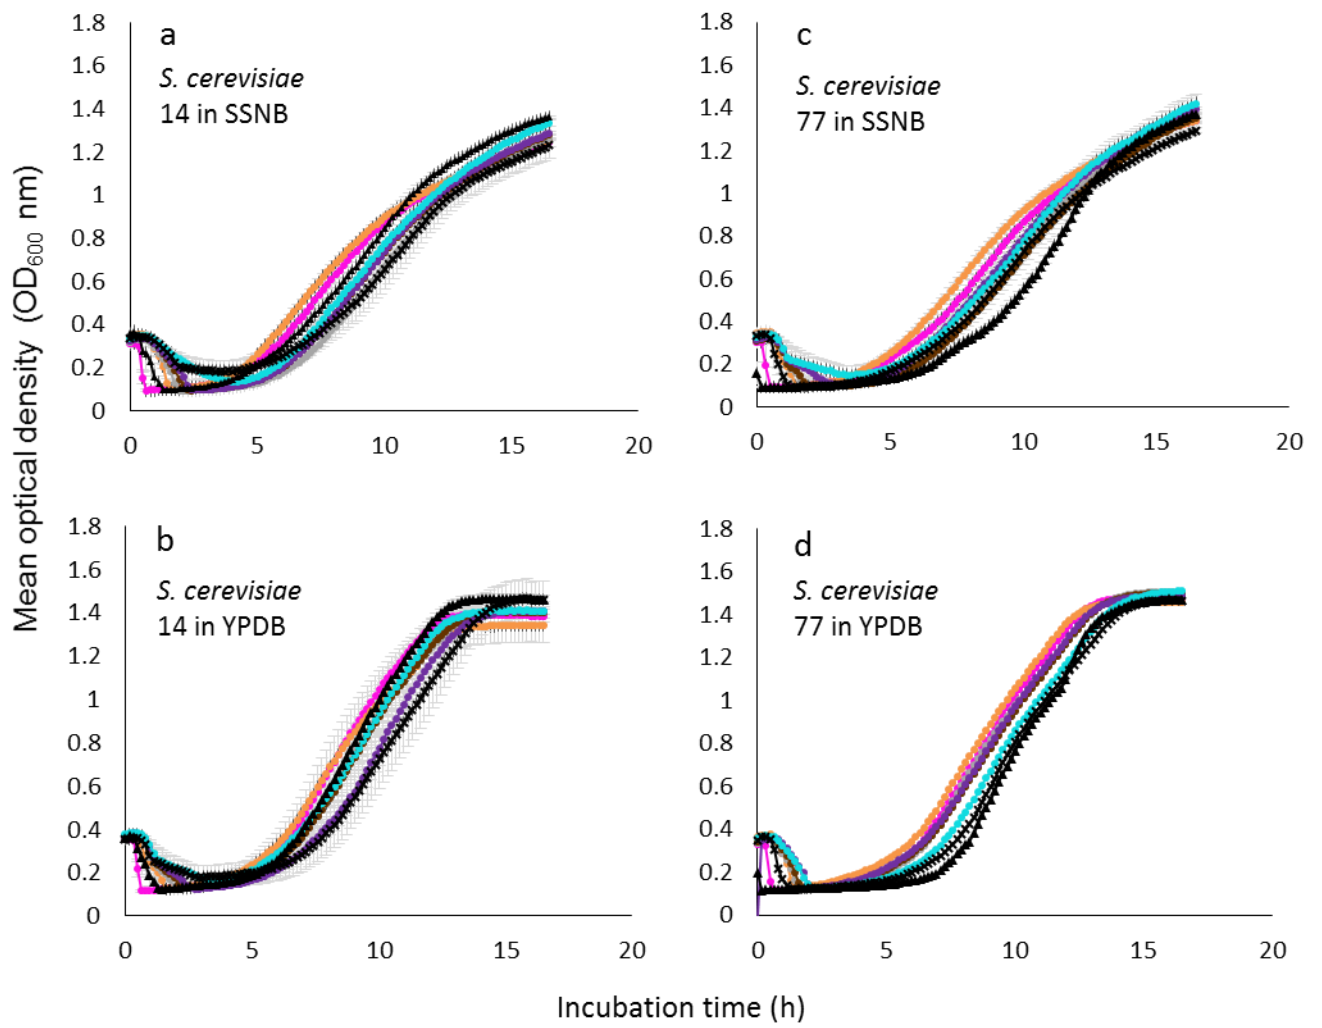 Mean optical density (OD600 nm)
a
S. cerevisiae
14 in SSNB
1.8
1.6
1.4
1.2
1
0.8
0.6
0.4
0.2
0
0 5 10 15 20
c
S. cerevisiae
77 in SSNB
1.8
1.6
1.4
1.2
1
0.8
0.6
0.4
0.2
0
0 5 10 15 20
b
S. cerevisiae
14 in YPDB
1.8
1.6
1.4
1.2
1
0.8
0.6
0.4
0.2
0
0 5 10 15 20
d
S. cerevisiae
77 in YPDB
1.8
1.6
1.4
1.2
1
0.8
0.6
0.4
0.2
0
0 5 10 15 20
Incubation time (h)